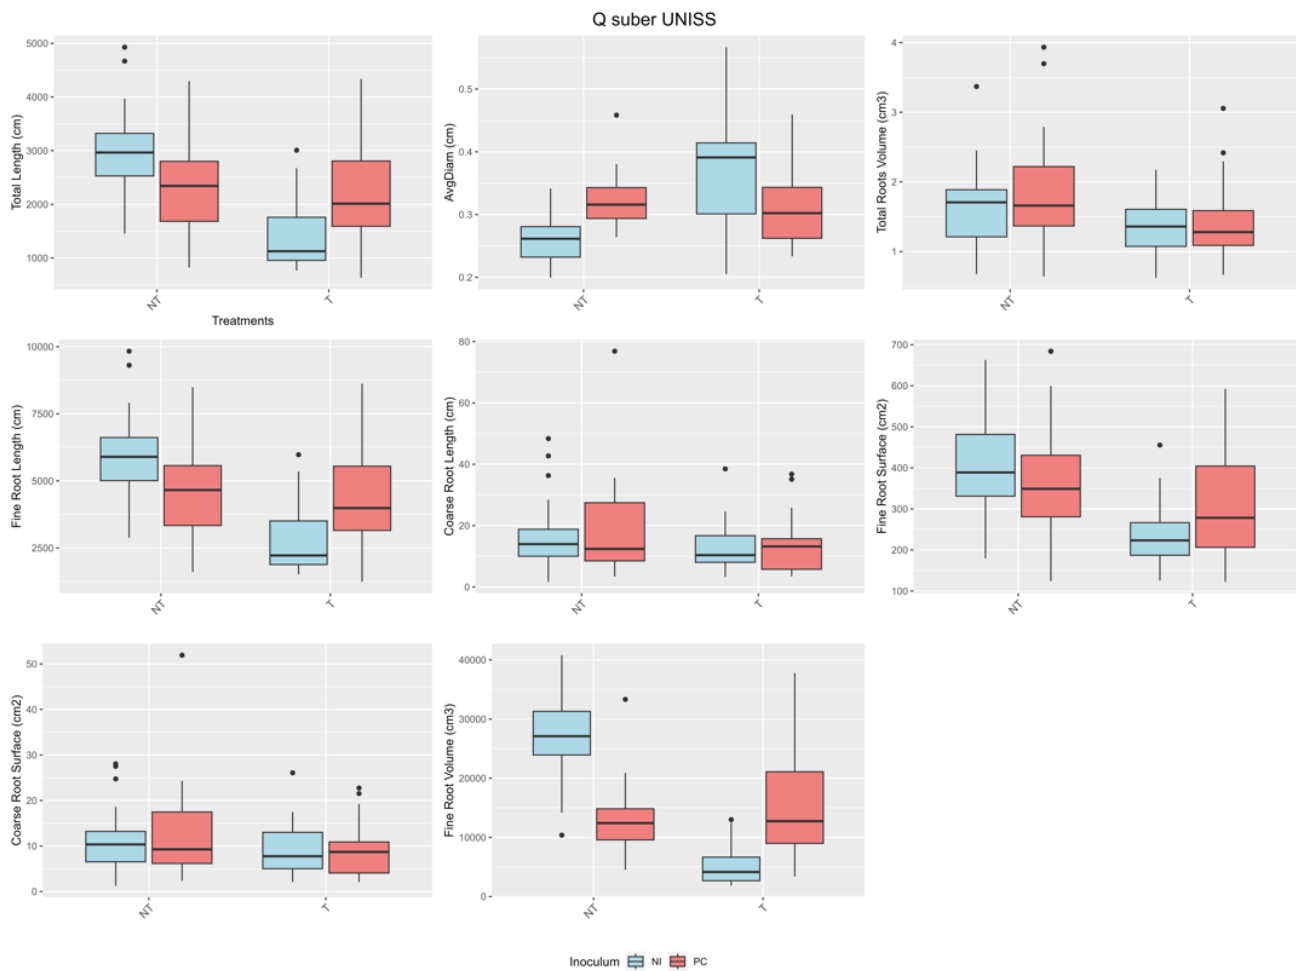 Q suber UNISS
Total Length (cm)
5000
4000
3000
2000
1000
NT
T
Treatments
AvgDiam (cm)
0.5
0.4
0.3
0.2
NT
T
Total Roots Volume (cm3)
4
3
2
1
NT
T
Fine Root Length (cm)
10000
7500
5000
2500
NT
T
Coarse Root Length (cm)
80
60
40
20
0
NT
T
Fine Root Surface (cm2)
700
600
500
400
300
200
100
NT
T
Coarse Root Surface (cm2)
50
40
30
20
10
0
NT
T
Fine Root Volume (cm3)
40000
30000
20000
10000
0
NT
T
Inoculum NI PC